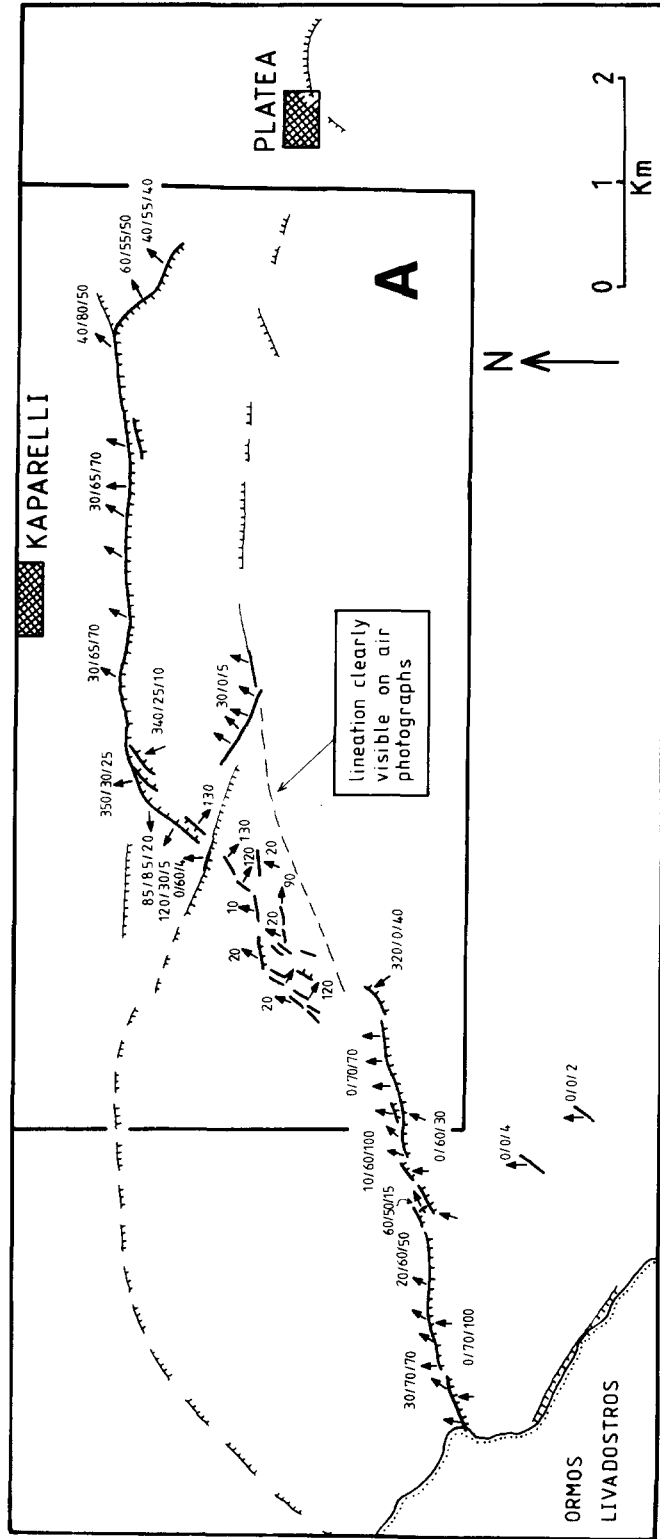 KAPARELLI
PLATEA
40/80/50
60/55/50
40/55/40
30/65/70
30/65/70
340/25/10
350/30/25
85/85/20
120/30/5
0/60/4
130
30/0/5
130
120
20
10
20
90
20
20
120
lineation clearly
visible on air
photographs
A
N
0 1 2
Km
320/0/40
0/70/70
0/60/30
10/60/100
60/50/15
20/60/50
0/70/100
30/70/70
0/0/2
0/0/4
ORMOS
LIVADOSTROS